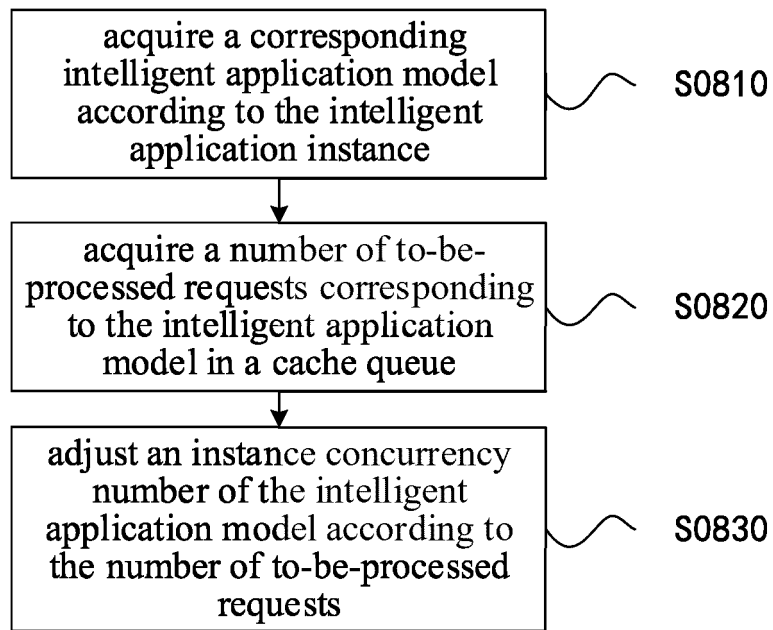 acquire a corresponding
intelligent application model
according to the intelligent
application instance
S0810
acquire a number of to-be-
processed requests corresponding
to the intelligent application
model in a cache queue
S0820
adjust an instance concurrency
number of the intelligent
application model according to
the number of to-be-processed
requests
S0830